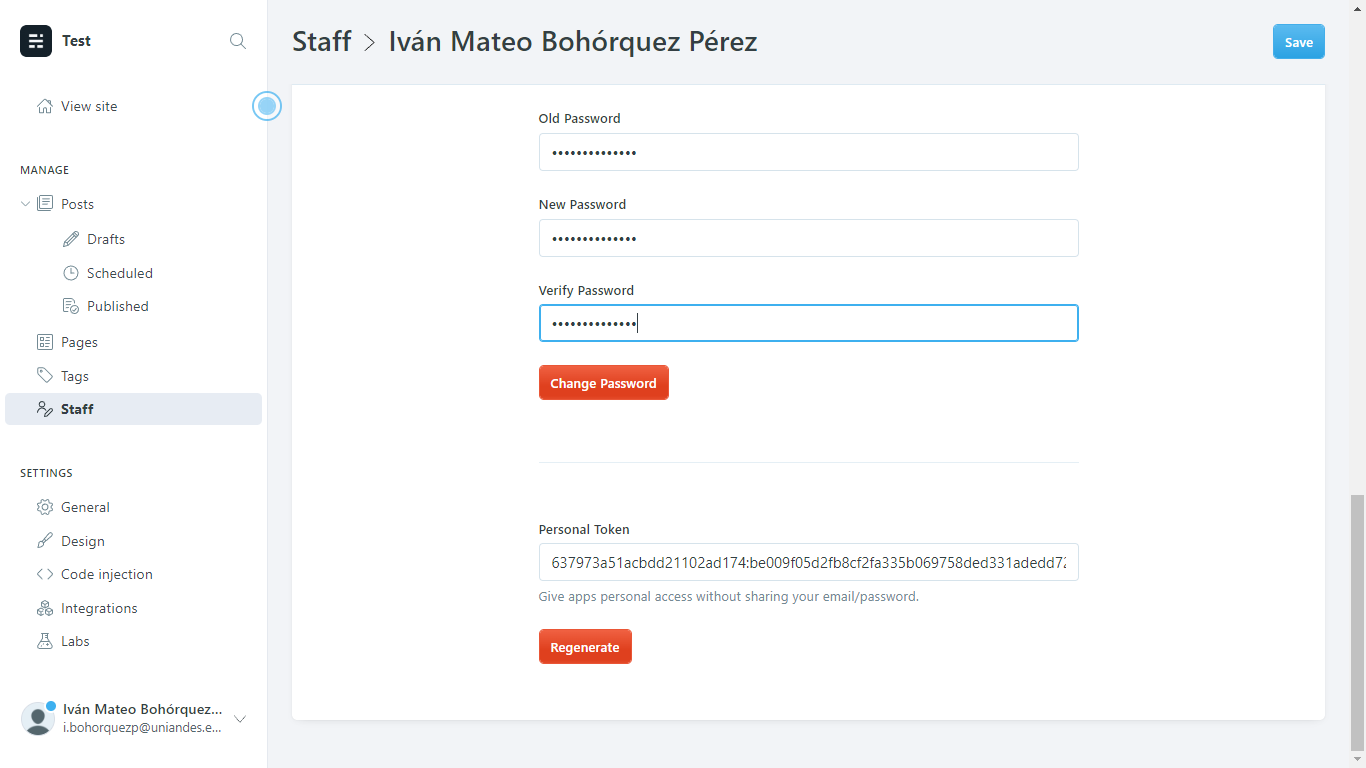 Test
View site
MANAGE
Posts
Drafts
Scheduled
Published
Pages
Tags
Staff
SETTINGS
General
Design
Code injection
Integrations
Labs
Iván Mateo Bohórquez...
i.bohorquezp@uniandes.e...
Staff > Iván Mateo Bohórquez Pérez
Save
Old Password
••••••••••••••
New Password
••••••••••••••
Verify Password
••••••••••••••
Change Password
Personal Token
637973a51acbdd21102ad174:be009f05d2fb8cf2fa335b069758ded331adedd72
Give apps personal access without sharing your email/password.
Regenerate